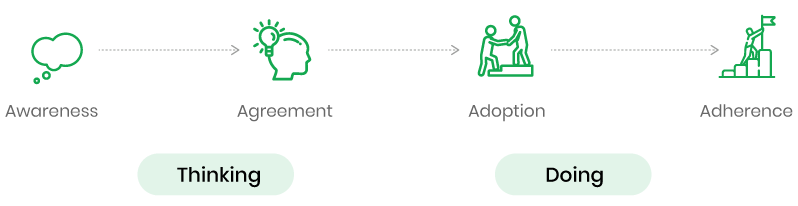 Awareness
Agreement
Adoption
Adherence
Thinking
Doing